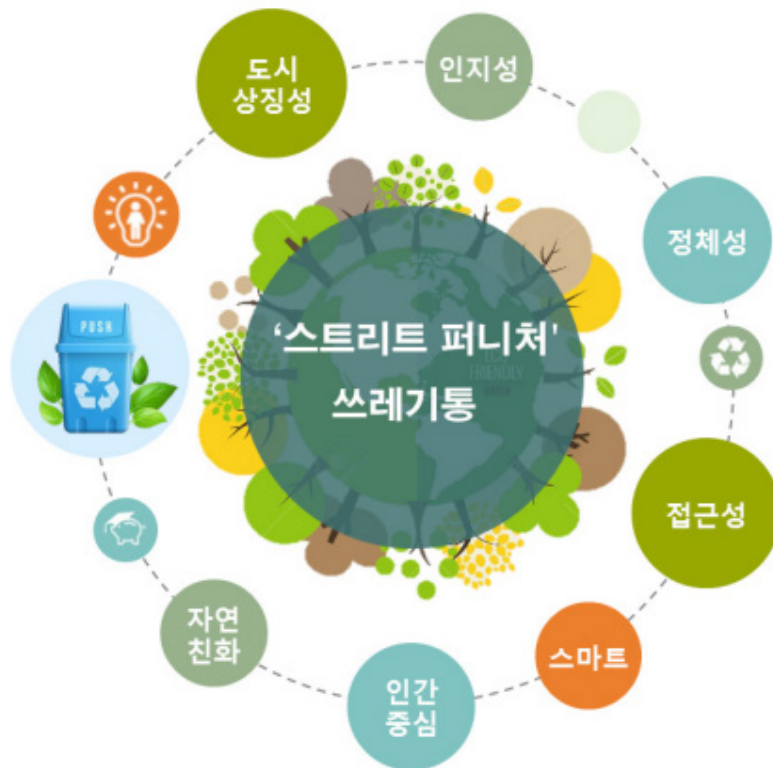 도시
상징성
인지성
정체성
PUSH
'스트리트 퍼니처'
FRIENDLY
쓰레기통
접근성
자연
친화
스마트
인간
중심